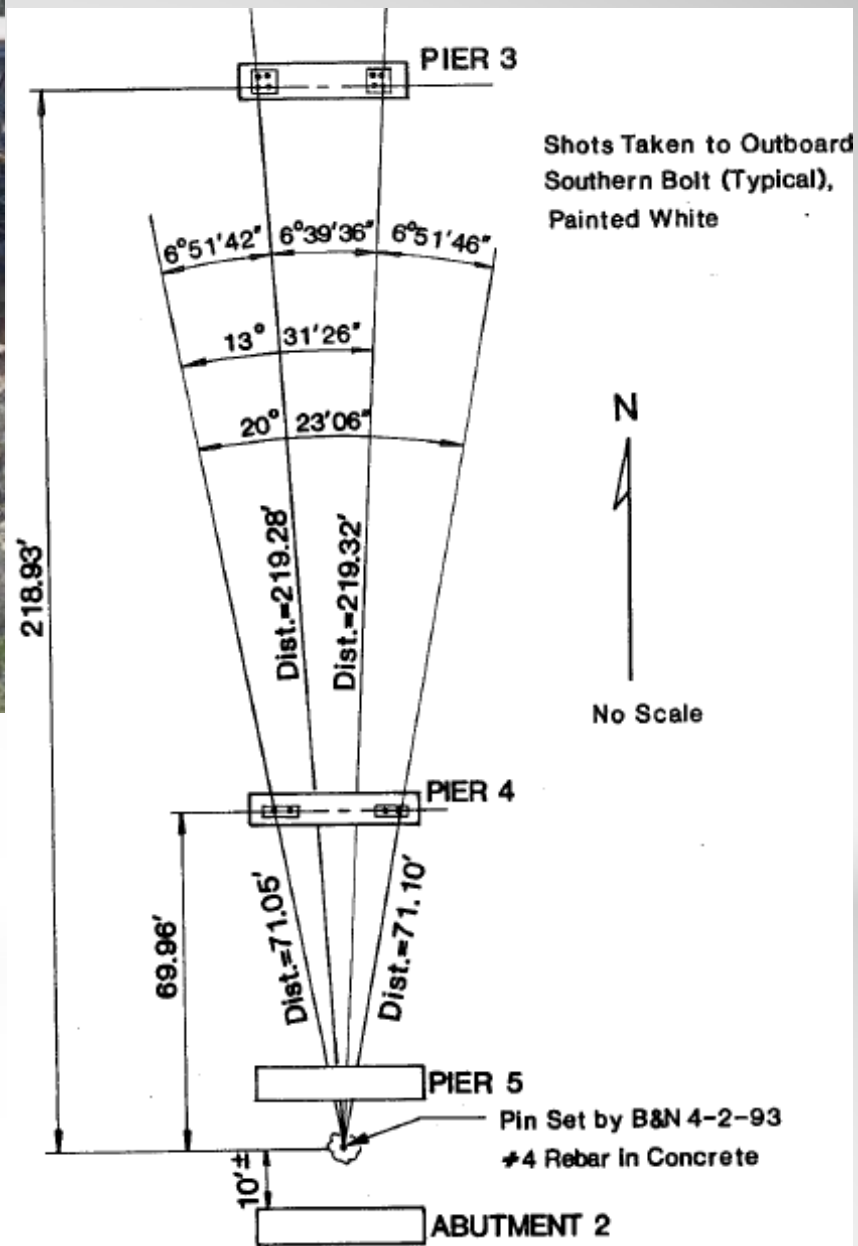 PIER 3
Shots Taken to Outboard
Southern Bolt (Typical),
Painted White
6°51'42" 6°39'36" 6°51'46"
13° 31'26"
20° 23'06"
N
No Scale
218.93'
Dist.=219.28'
Dist.=219.32'
PIER 4
69.96'
Dist.=71.05'
Dist.=71.10'
PIER 5
Pin Set by B&N 4-2-93
#4 Rebar in Concrete
10'±
ABUTMENT 2